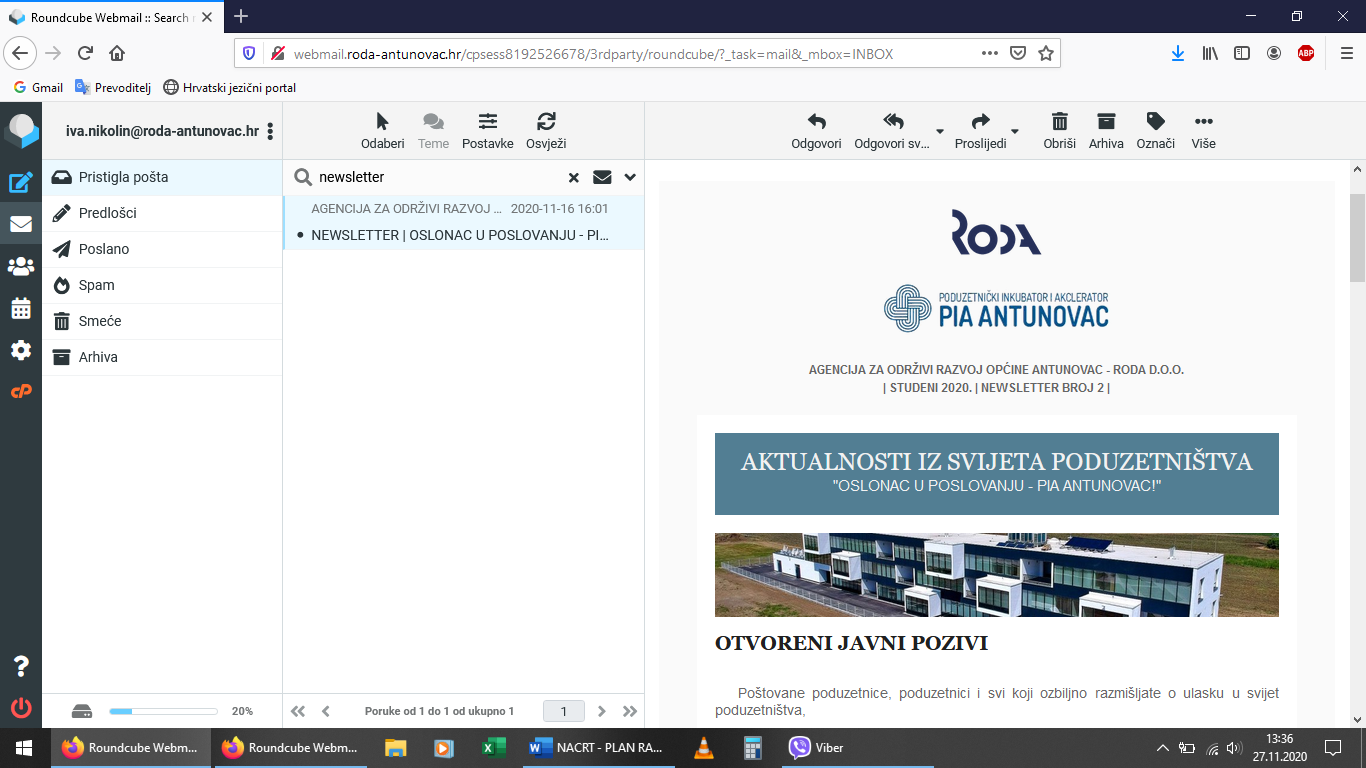 Roundcube Webmail :: Search r
webmail.roda-antunovac.hr/cpsess8192526678/3rdparty/roundcube/?_task=mail&_mbox=INBOX
ABP
Gmail
Prevoditelj
Hrvatski jezični portal
iva.nikolin@roda-antunovac.hr
Odaberi
Teme
Postavke
Osvježi
Odgovori
Odgovori sv...
Proslijedi
Obriši
Arhiva
Označi
Više
Pristigla pošta
Predlošci
Poslano
Spam
Smeće
Arhiva
cP
20%
newsletter
AGENCIJA ZA ODRŽIVI RAZVOJ ... 2020-11-16 16:01
NEWSLETTER | OSLONAC U POSLOVANJU - PI...
Poruke od 1 do 1 od ukupno 1
1
RODA
PODUZETNIČKI INKUBATOR I AKCLERATOR
PIA ANTUNOVAC
AGENCIJA ZA ODRŽIVI RAZVOJ OPĆINE ANTUNOVAC - RODA D.O.O.
| STUDENI 2020. | NEWSLETTER BROJ 2 |
AKTUALNOSTI IZ SVIJETA PODUZETNIŠTVA
"OSLONAC U POSLOVANJU - PIA ANTUNOVAC!"
OTVORENI JAVNI POZIVI
Poštovane poduzetnice, poduzetnici i svi koji ozbiljno razmišljate o ulasku u svijet
poduzetništva,
Roundcube Webm...
Roundcube Webm...
NACRT - PLAN RA...
Viber
13:36
27.11.2020